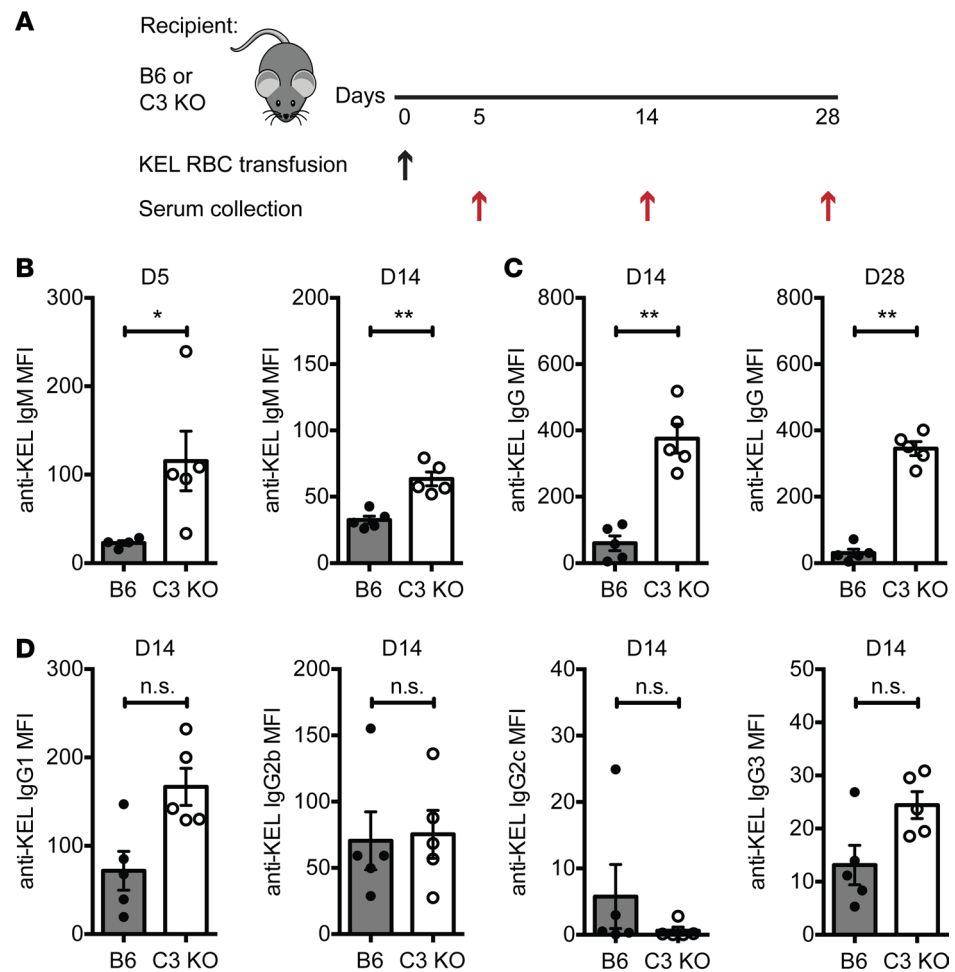 A
Recipient:
B6 or
C3 KO
Days
0 5 14 28
KEL RBC transfusion
Serum collection
B
D5
300
200
100
0
anti-KEL IgM MFI
*
B6 C3 KO
D14
200
150
100
50
0
anti-KEL IgM MFI
**
B6 C3 KO
C
D14
800
600
400
200
0
anti-KEL IgG MFI
**
B6 C3 KO
D28
800
600
400
200
0
anti-KEL IgG MFI
**
B6 C3 KO
D
D14
300
200
100
0
anti-KEL IgG1 MFI
n.s.
B6 C3 KO
D14
200
150
100
50
0
anti-KEL IgG2b MFI
n.s.
B6 C3 KO
D14
40
30
20
10
0
anti-KEL IgG2c MFI
n.s.
B6 C3 KO
D14
50
40
30
20
10
0
anti-KEL IgG3 MFI
n.s.
B6 C3 KO